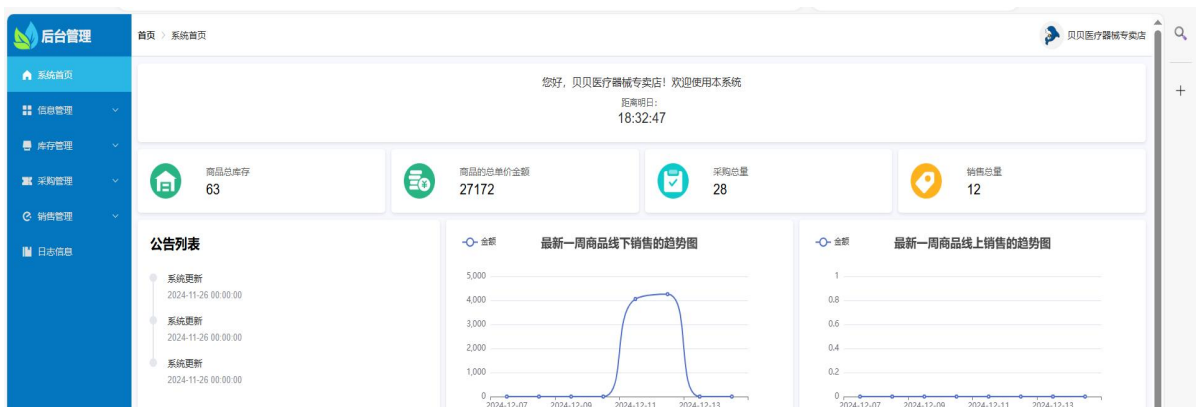 后台管理
首页 > 系统首页
贝贝医疗器械专卖店
系统首页
信息管理
库存管理
采购管理
销售管理
日志信息
您好，贝贝医疗器械专卖店！欢迎使用本系统
距离明日：
18:32:47
商品总库存
63
商品的总单价金额
27172
采购总量
28
销售总量
12
公告列表
系统更新
2024-11-26 00:00:00
系统更新
2024-11-26 00:00:00
系统更新
2024-11-26 00:00:00
金额
最新一周商品线下销售的趋势图
5,000
4,000
3,000
2,000
1,000
0
2024-12-07 2024-12-09 2024-12-11 2024-12-13
金额
最新一周商品线上销售的趋势图
1
0.8
0.6
0.4
0.2
0
2024-12-07 2024-12-09 2024-12-11 2024-12-13